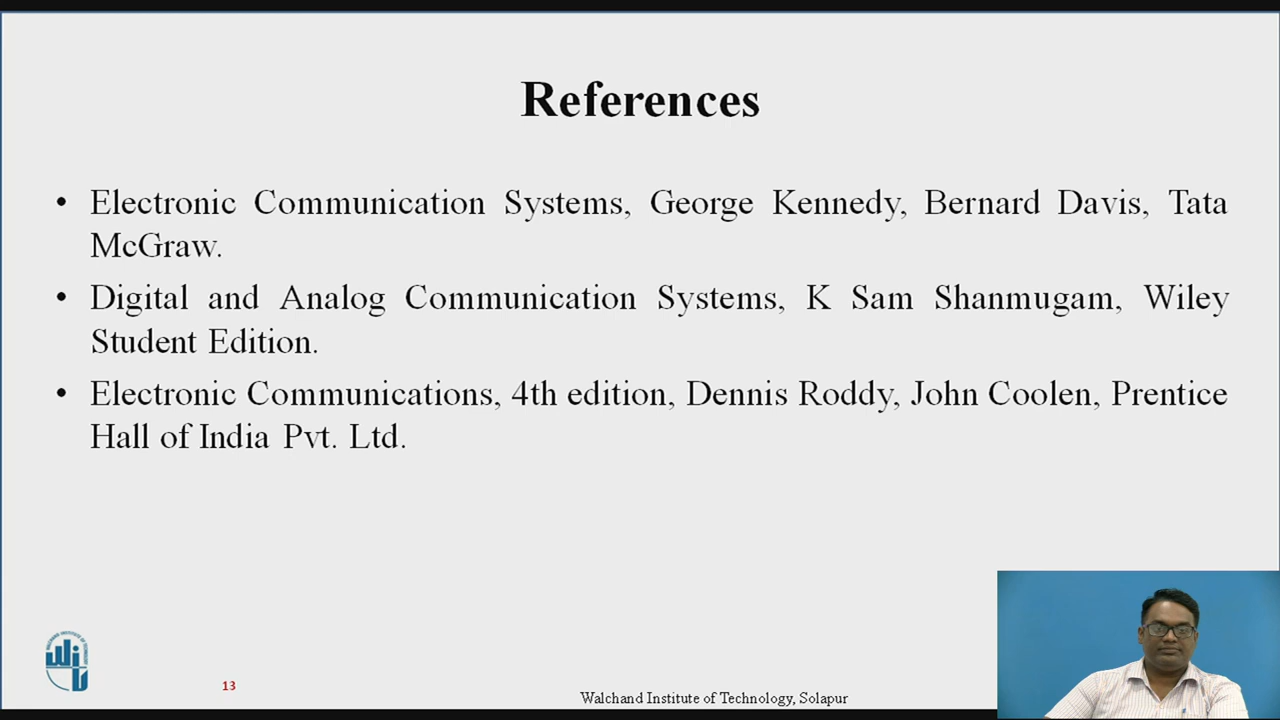 References
• Electronic Communication Systems, George Kennedy, Bernard Davis, Tata
McGraw.
• Digital and Analog Communication Systems, K Sam Shanmugam, Wiley
Student Edition.
• Electronic Communications, 4th edition, Dennis Roddy, John Coolen, Prentice
Hall of India Pvt. Ltd.
13
Walchand Institute of Technology, Solapur